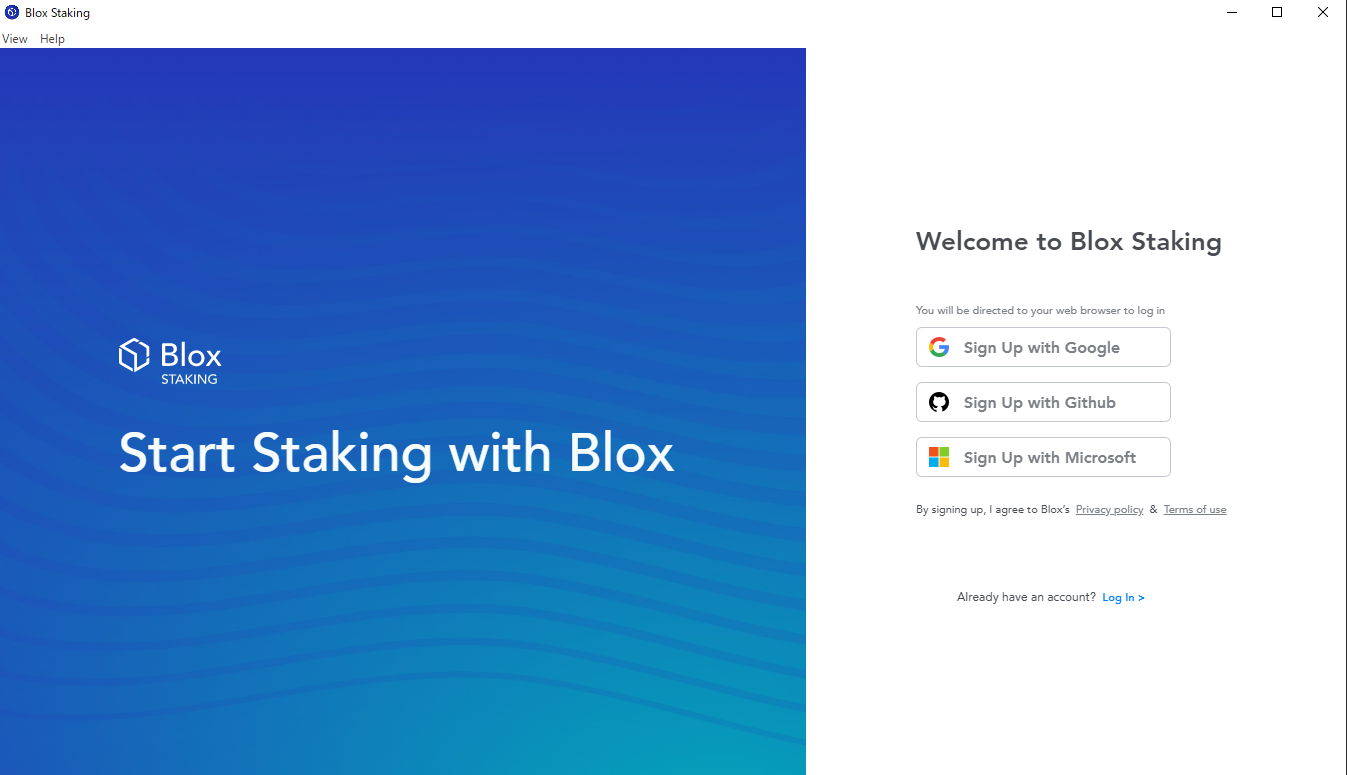 Blox Staking
View Help
Blox
STAKING
Start Staking with Blox
Welcome to Blox Staking
You will be directed to your web browser to log in
Sign Up with Google
Sign Up with Github
Sign Up with Microsoft
By signing up, I agree to Blox's Privacy policy & Terms of use
Already have an account? Log In >